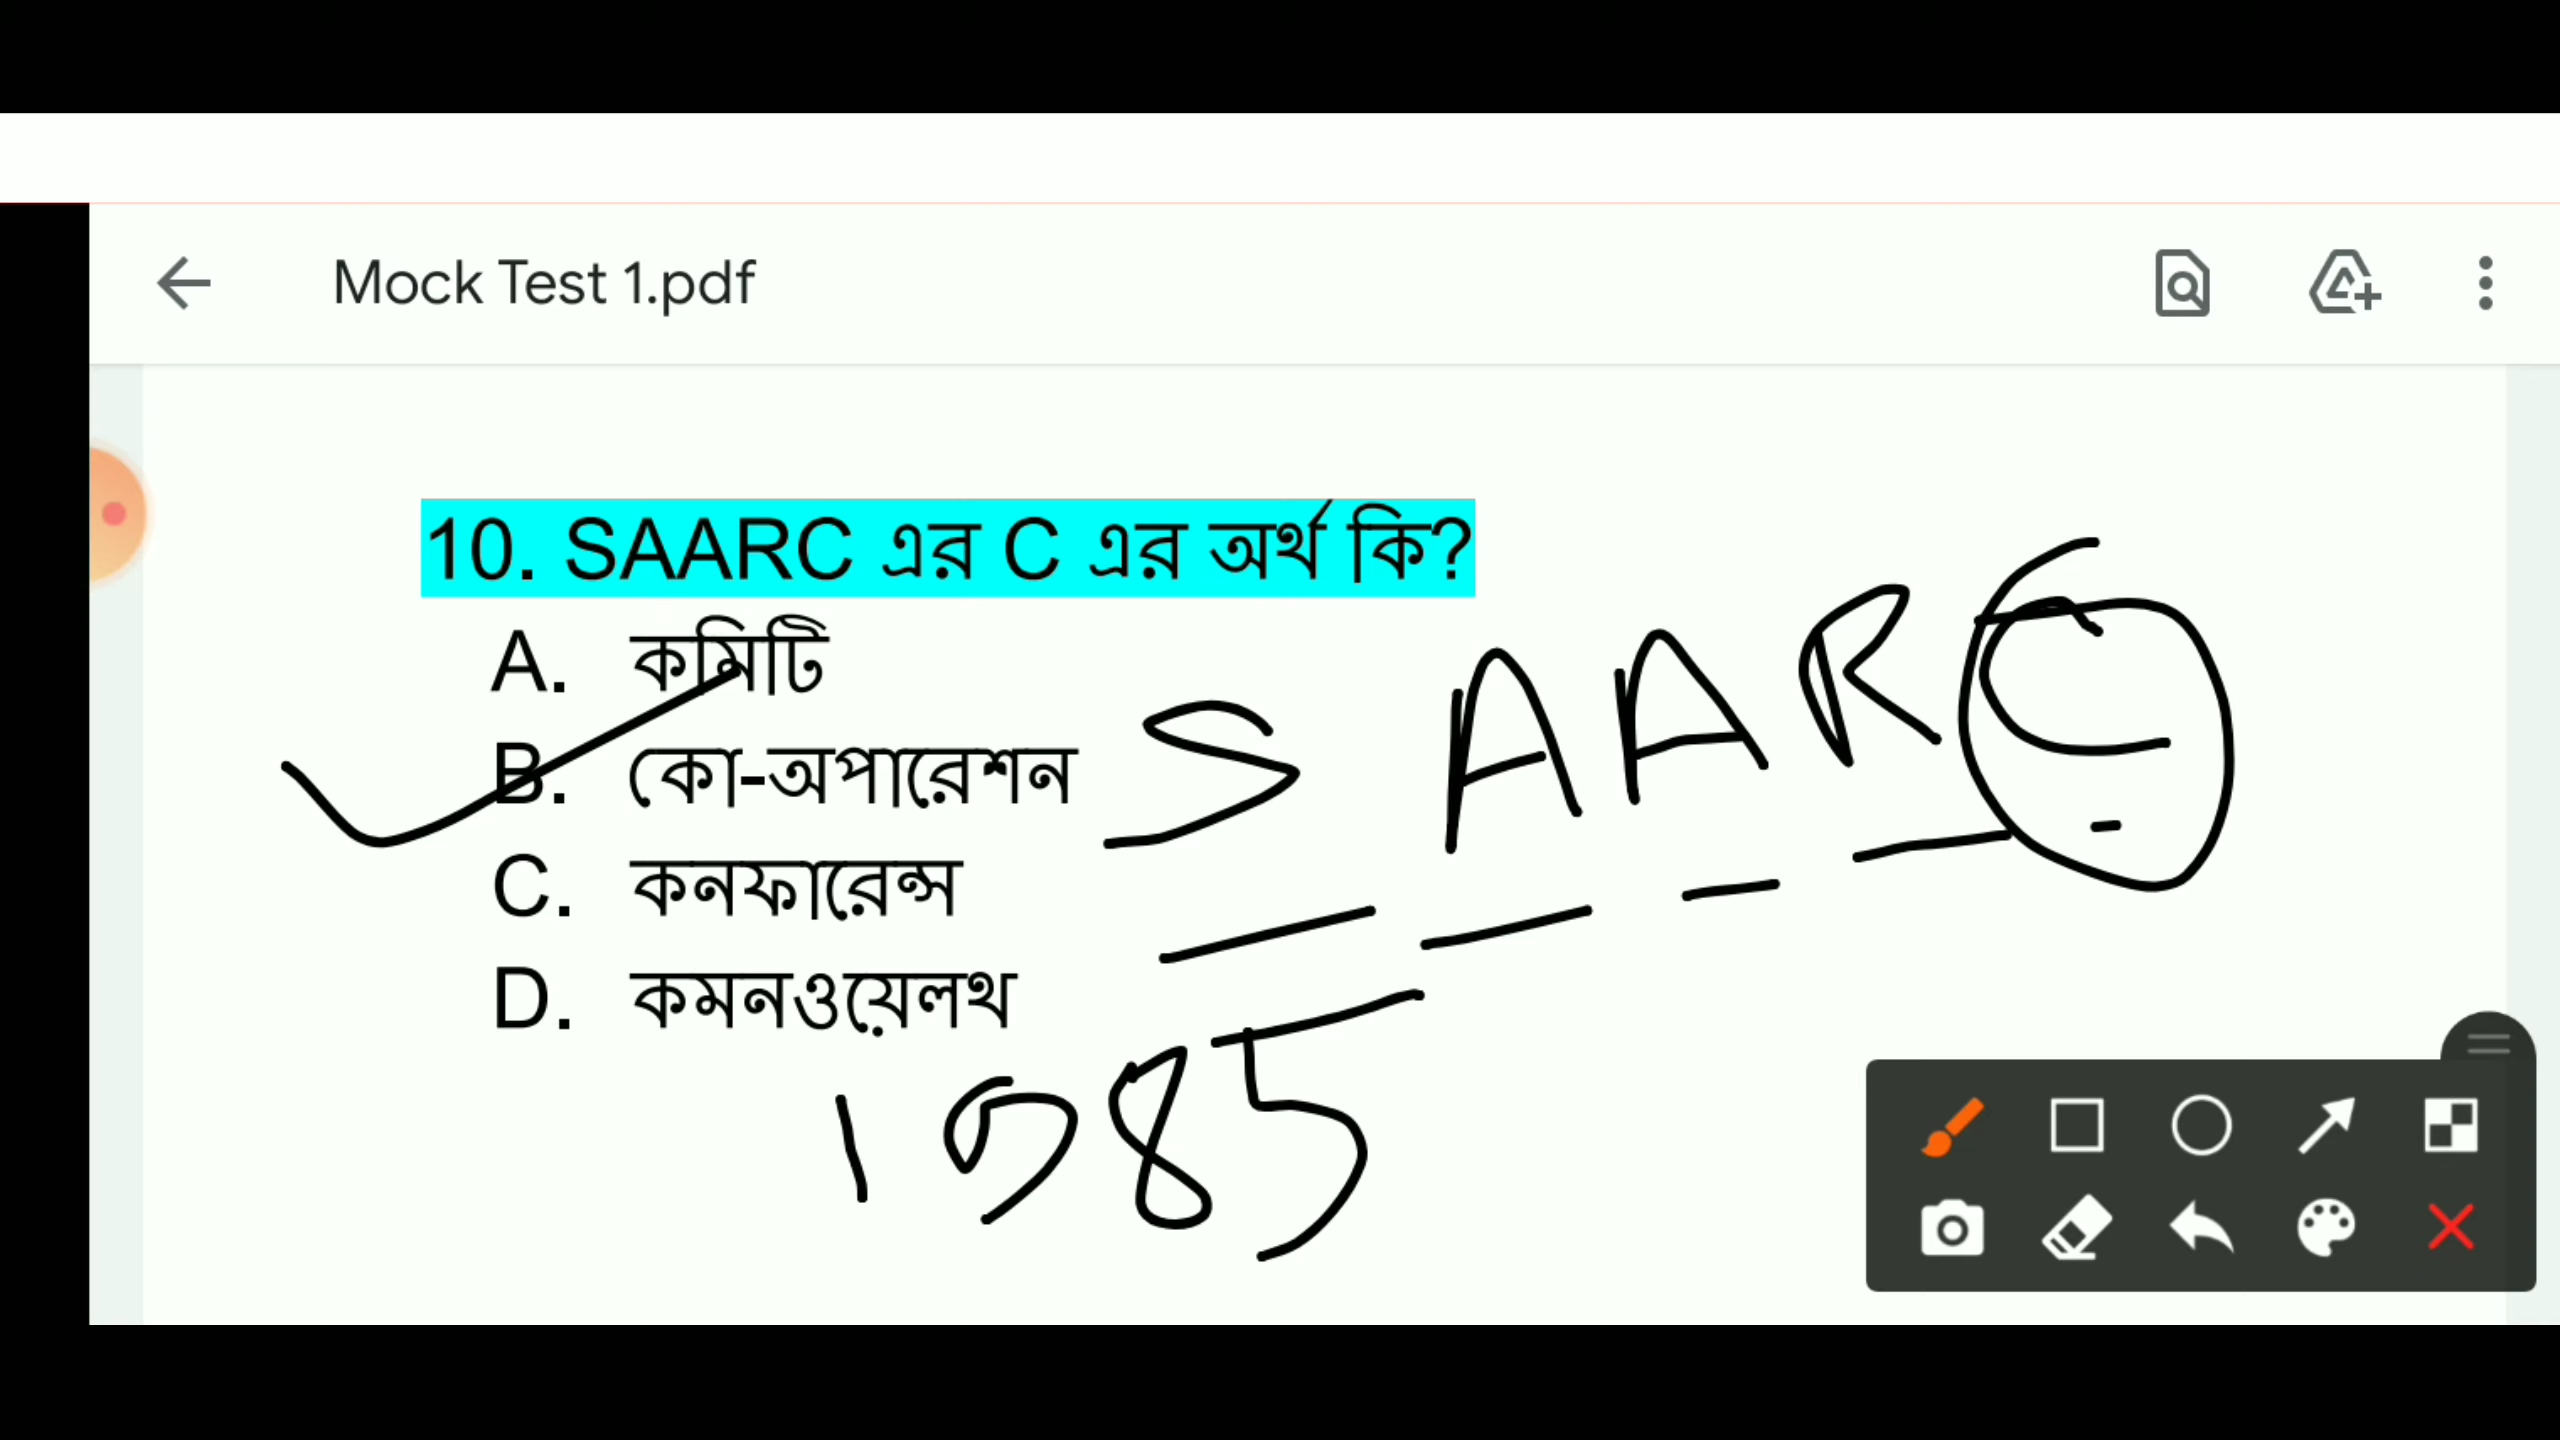 Mock Test 1.pdf
10. SAARC এর C এর অর্থ কি?
A. কমিটি
B. কো-অপারেশন
C. কনফারেন্স
D. কমনওয়েলথ
SAARC
1985